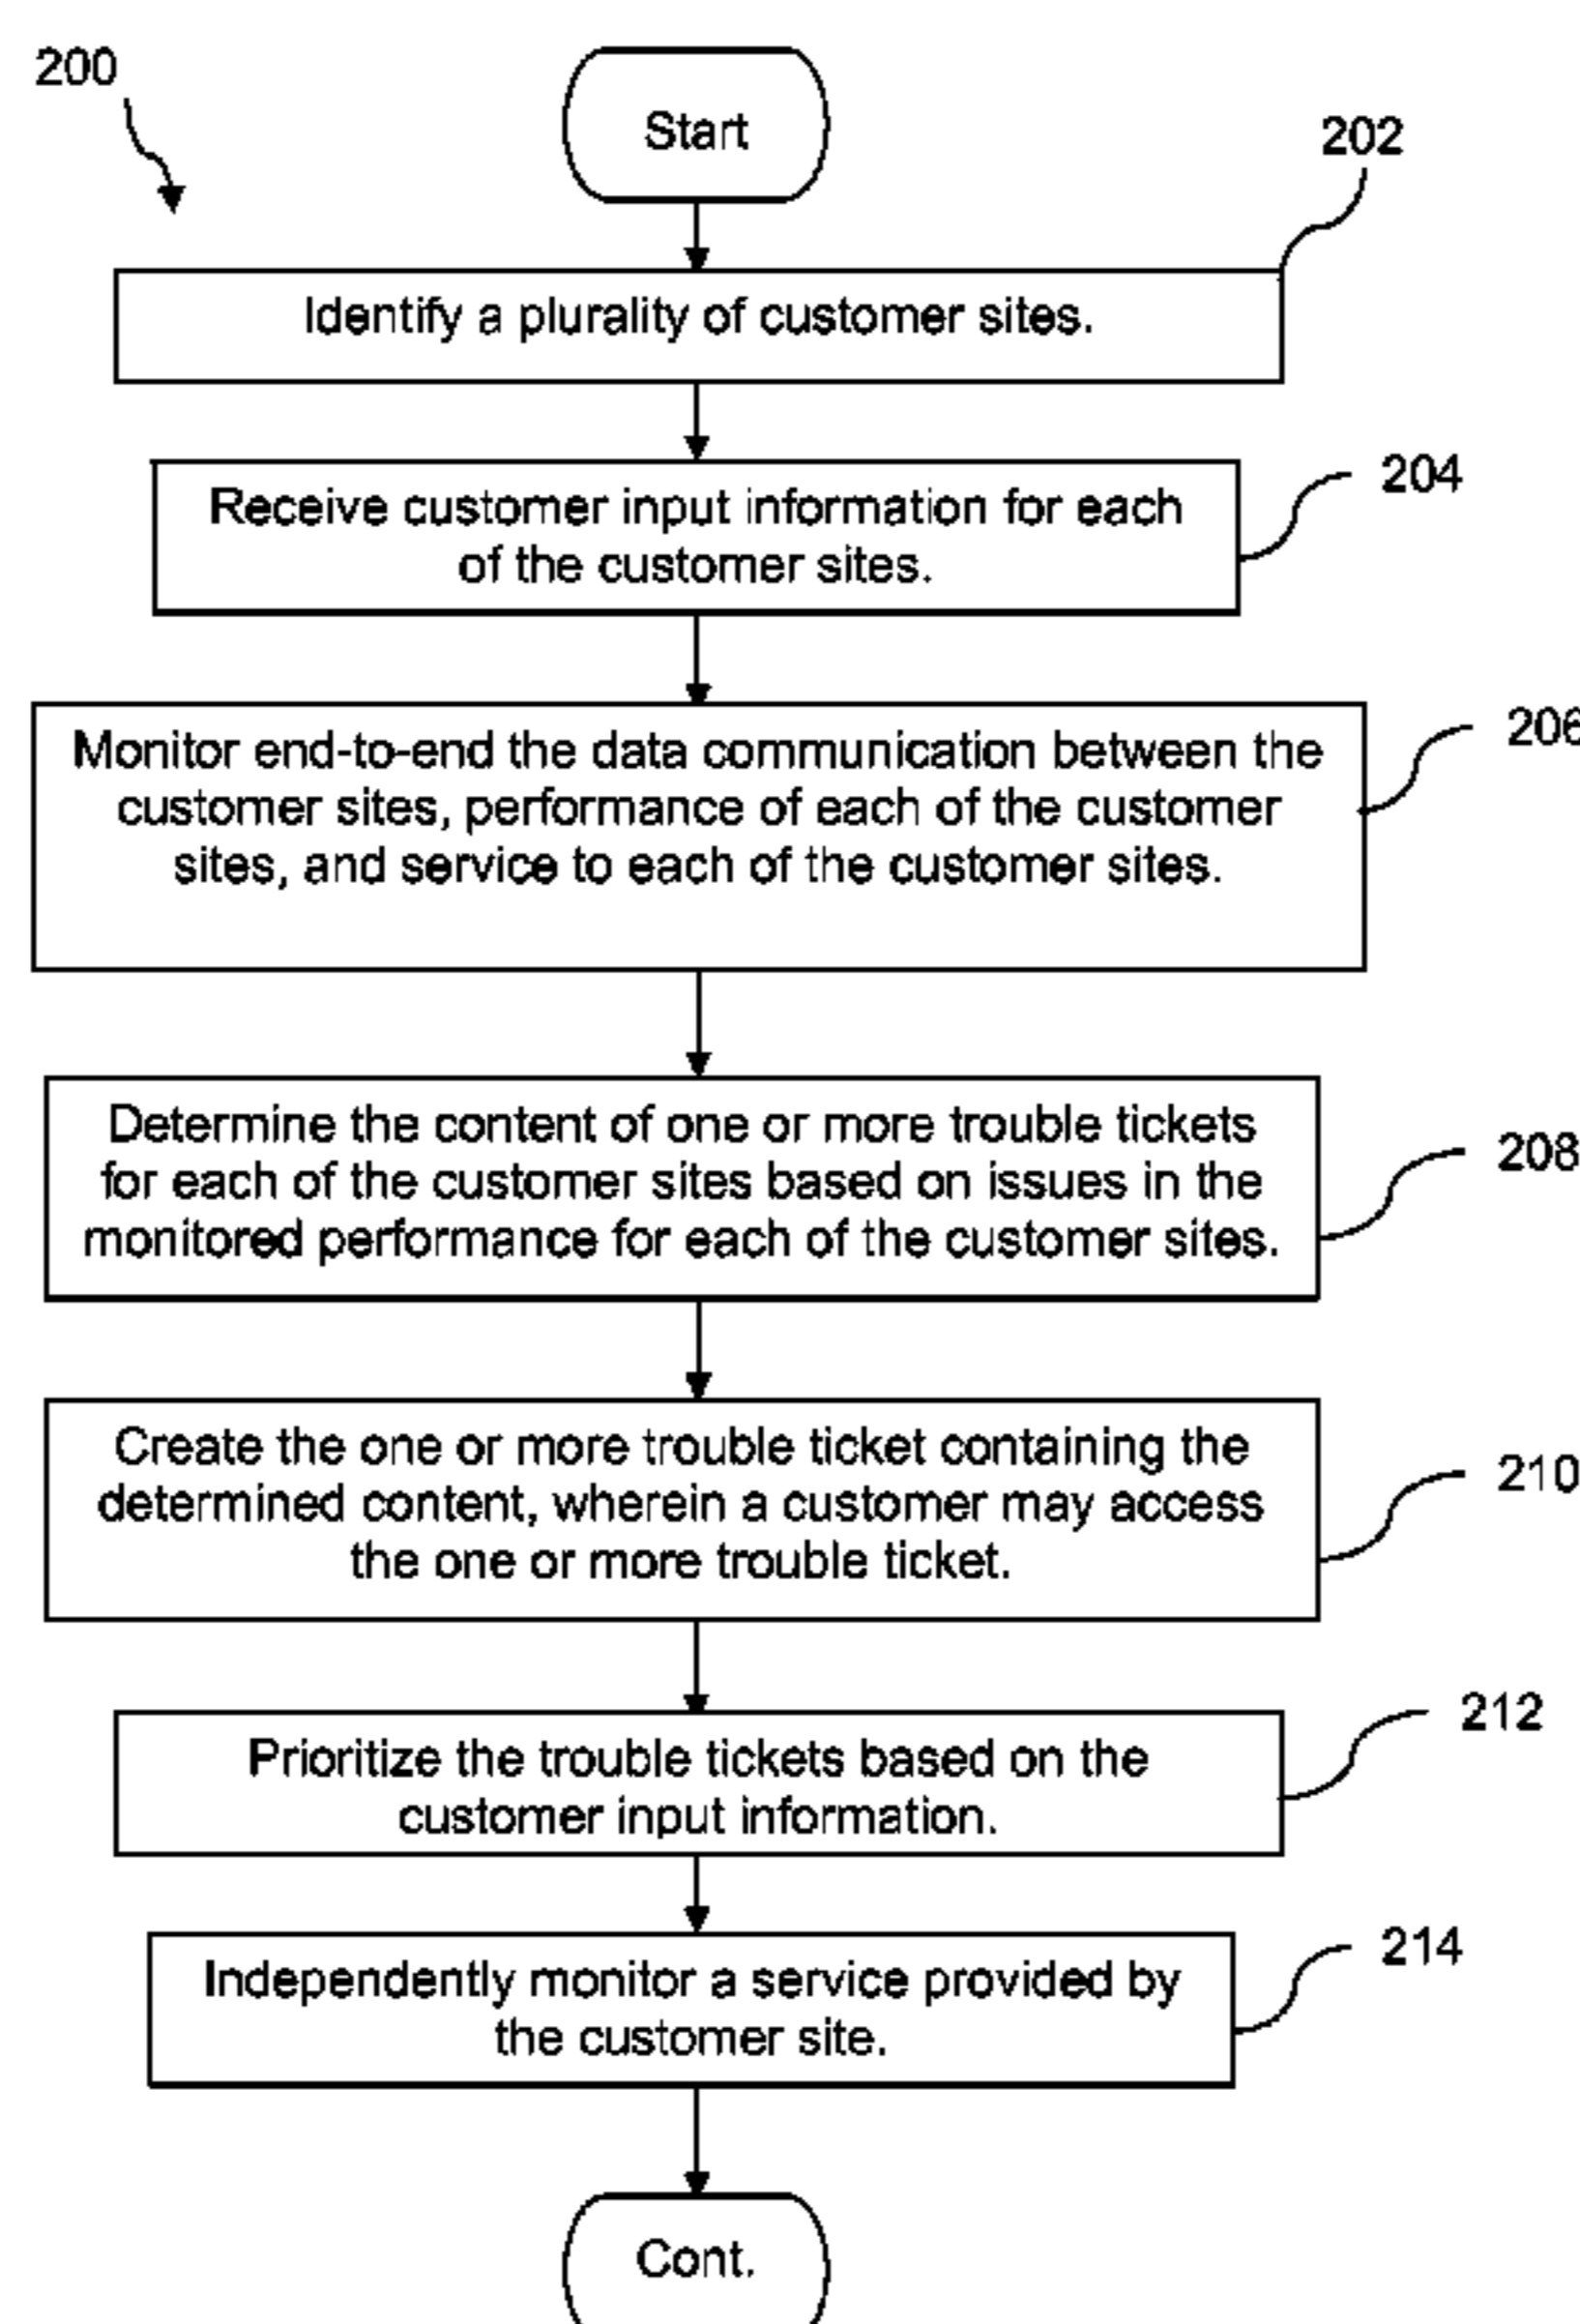 200
Start
202
Identify a plurality of customer sites.
204
Receive customer input information for each
of the customer sites.
206
Monitor end-to-end the data communication between the
customer sites, performance of each of the customer
sites, and service to each of the customer sites.
208
Determine the content of one or more trouble tickets
for each of the customer sites based on issues in the
monitored performance for each of the customer sites.
210
Create the one or more trouble ticket containing the
determined content, wherein a customer may access
the one or more trouble ticket.
212
Prioritize the trouble tickets based on the
customer input information.
214
Independently monitor a service provided by
the customer site.
Cont.